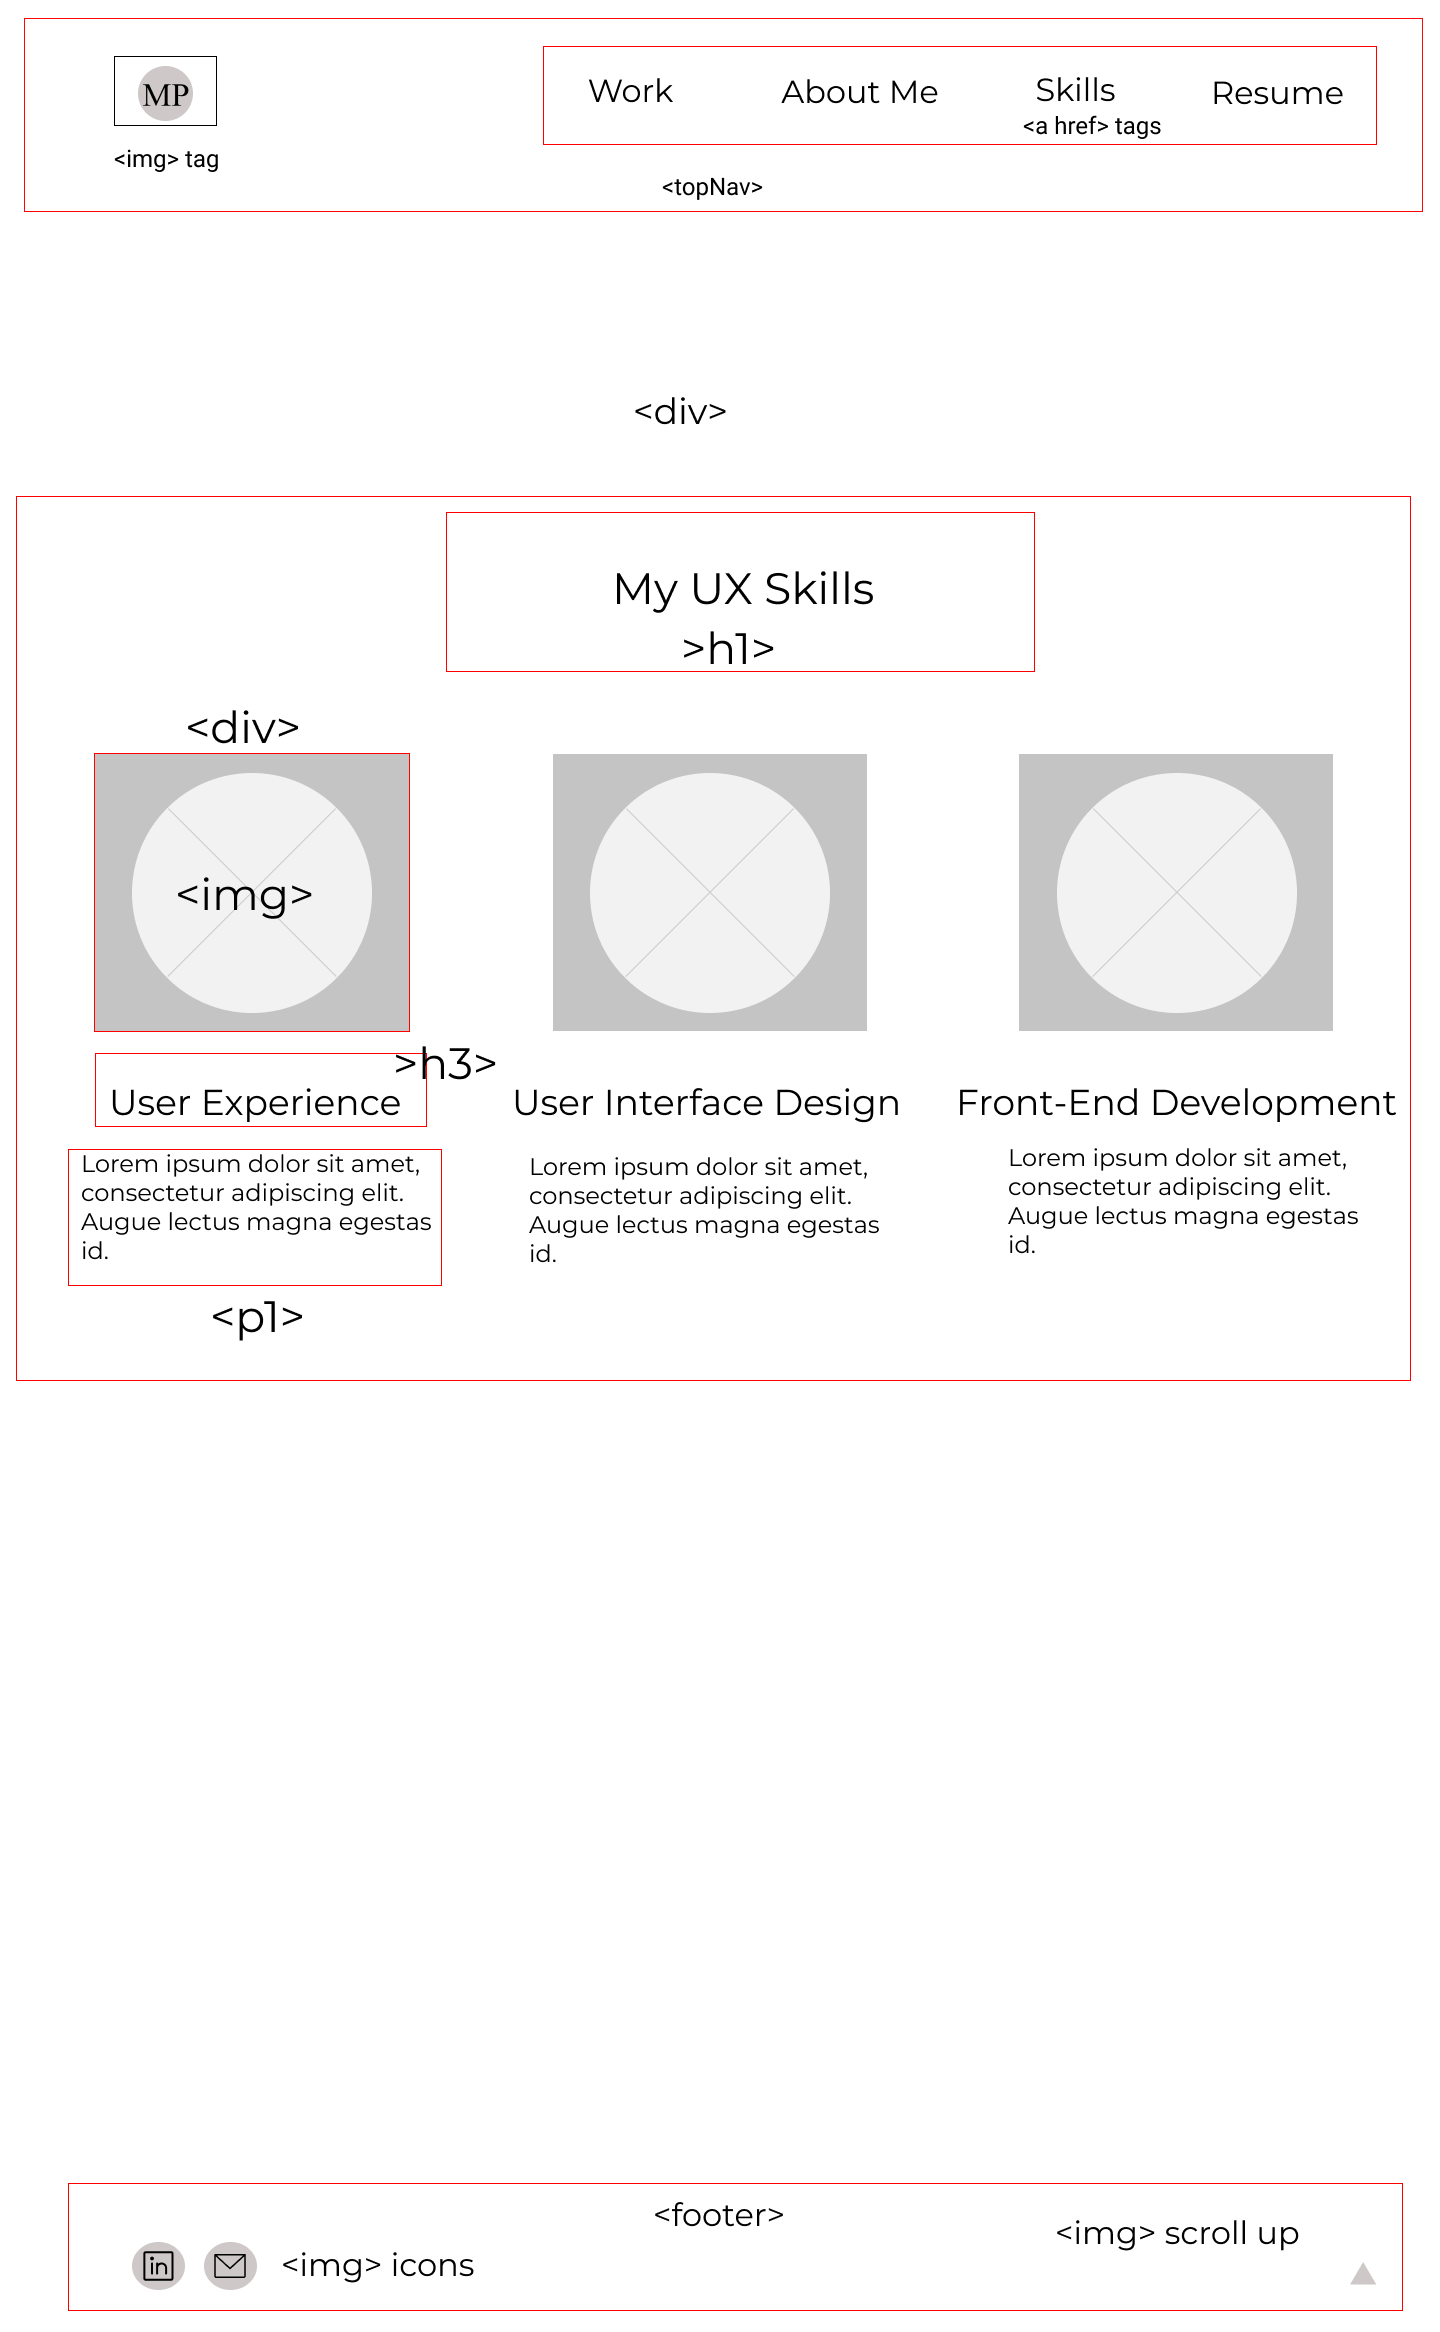 MP
<img> tag
Work
About Me
Skills
Resume
<a href> tags
<topNav>
<div>
My UX Skills
>h1>
<div>
<img>
>h3>
User Experience
Lorem ipsum dolor sit amet,
consectetur adipiscing elit.
Augue lectus magna egestas
id.
<p1>
User Interface Design
Lorem ipsum dolor sit amet,
consectetur adipiscing elit.
Augue lectus magna egestas
id.
Front-End Development
Lorem ipsum dolor sit amet,
consectetur adipiscing elit.
Augue lectus magna egestas
id.
<footer>
in
<img> icons
<img> scroll up